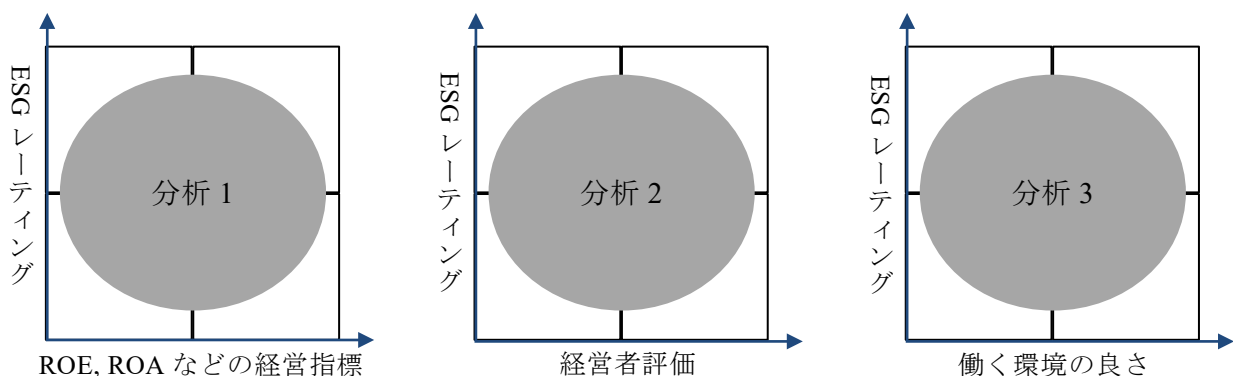 ESG レーティング
分析 1
ROE, ROA などの経営指標
ESG レーティング
分析 2
経営者評価
ESG レーティング
分析 3
働く環境の良さ